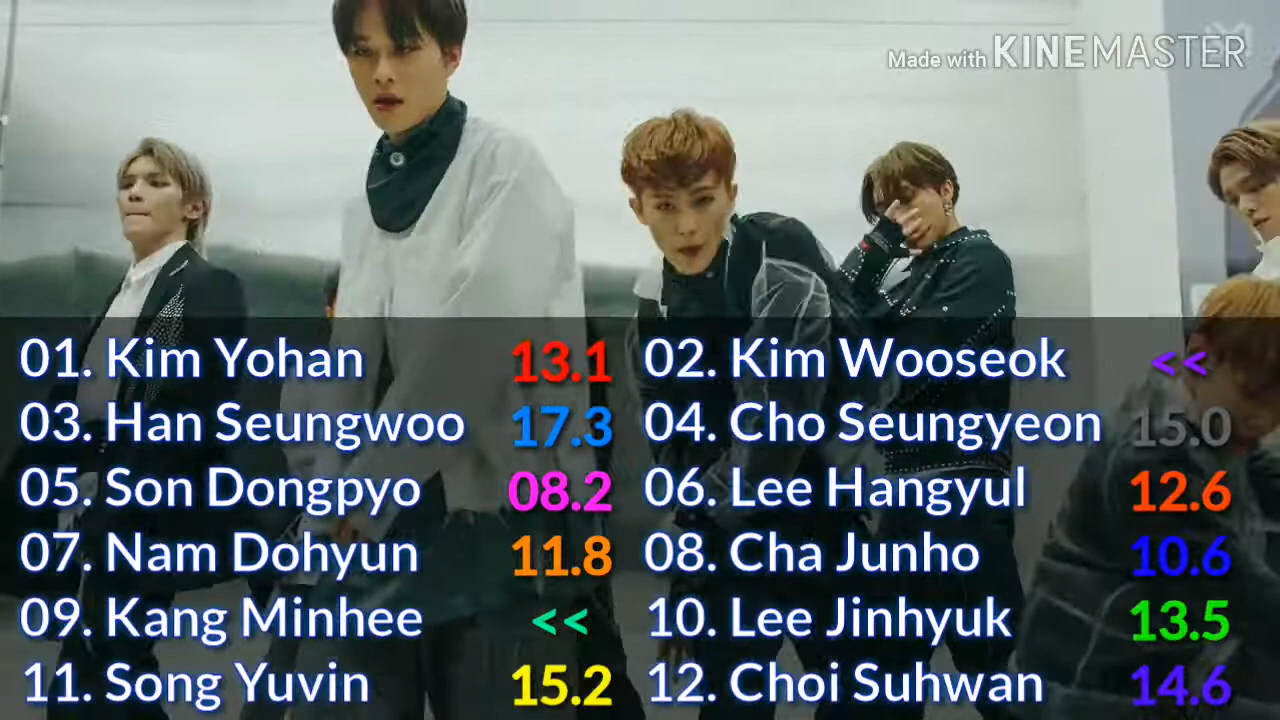 Made with KINEMASTER
01. Kim Yohan 13.1 02. Kim Wooseok <<
03. Han Seungwoo 17.3 04. Cho Seungyeon 15.0
05. Son Dongpyo 08.2 06. Lee Hangyul 12.6
07. Nam Dohyun 11.8 08. Cha Junho 10.6
09. Kang Minhee << 10. Lee Jinhyuk 13.5
11. Song Yuvin 15.2 12. Choi Suhwan 14.6